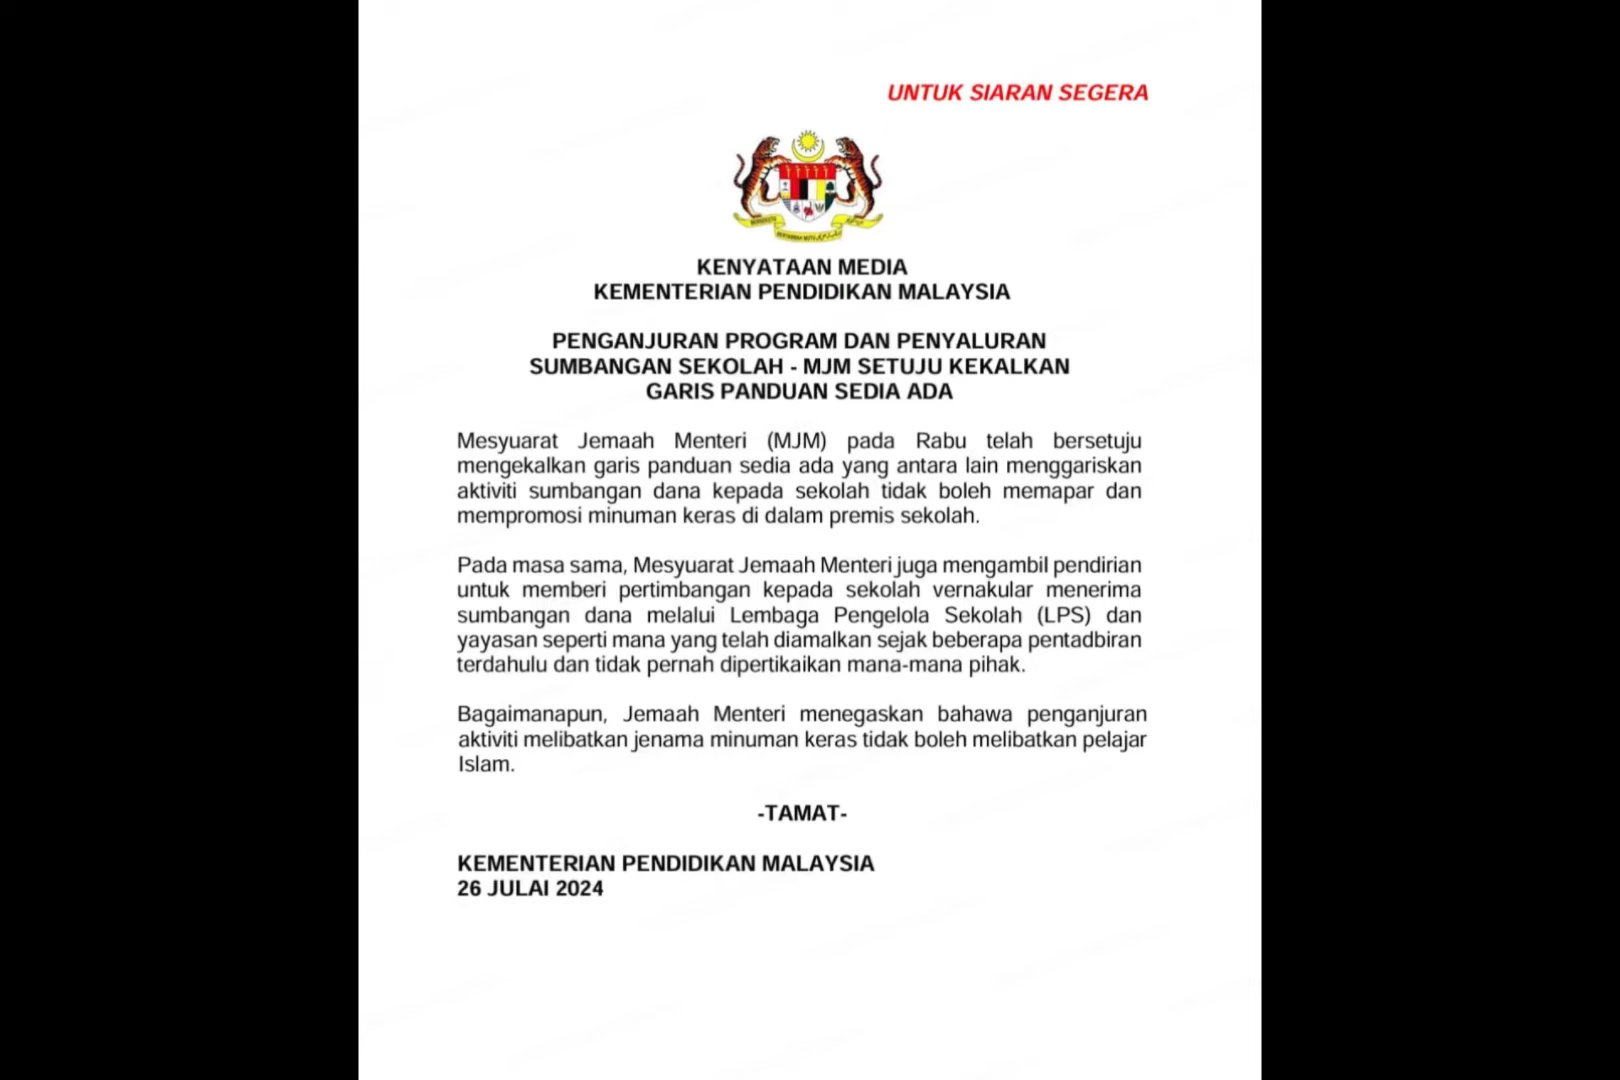 UNTUK SIARAN SEGERA
KENYATAAN MEDIA
KEMENTERIAN PENDIDIKAN MALAYSIA
PENGANJURAN PROGRAM DAN PENYALURAN
SUMBANGAN SEKOLAH - MJM SETUJU KEKALKAN
GARIS PANDUAN SEDIA ADA
Mesyuarat Jemaah Menteri (MJM) pada Rabu telah bersetuju
mengekalkan garis panduan sedia ada yang antara lain menggariskan
aktiviti sumbangan dana kepada sekolah tidak boleh memapar dan
mempromosi minuman keras di dalam premis sekolah.
Pada masa sama, Mesyuarat Jemaah Menteri juga mengambil pendirian
untuk memberi pertimbangan kepada sekolah vernakular menerima
sumbangan dana melalui Lembaga Pengelola Sekolah (LPS) dan
yayasan seperti mana yang telah diamalkan sejak beberapa pentadbiran
terdahulu dan tidak pernah dipertikaikan mana-mana pihak.
Bagaimanapun, Jemaah Menteri menegaskan bahawa penganjuran
aktiviti melibatkan jenama minuman keras tidak boleh melibatkan pelajar
Islam.
-TAMAT-
KEMENTERIAN PENDIDIKAN MALAYSIA
26 JULAI 2024